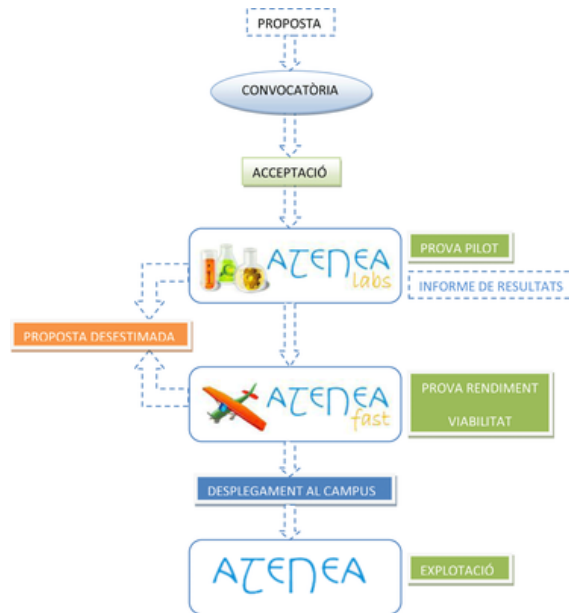 PROPOSTA
CONVOCATÒRIA
ACCEPTACIÓ
ATENEA
labs
PROVA PILOT
INFORME DE RESULTATS
PROPOSTA DESESTIMADA
ATENEA
fast
PROVA RENDIMENT
VIABILITAT
DESPLEGAMENT AL CAMPUS
ATENEA
EXPLOTACIÓ